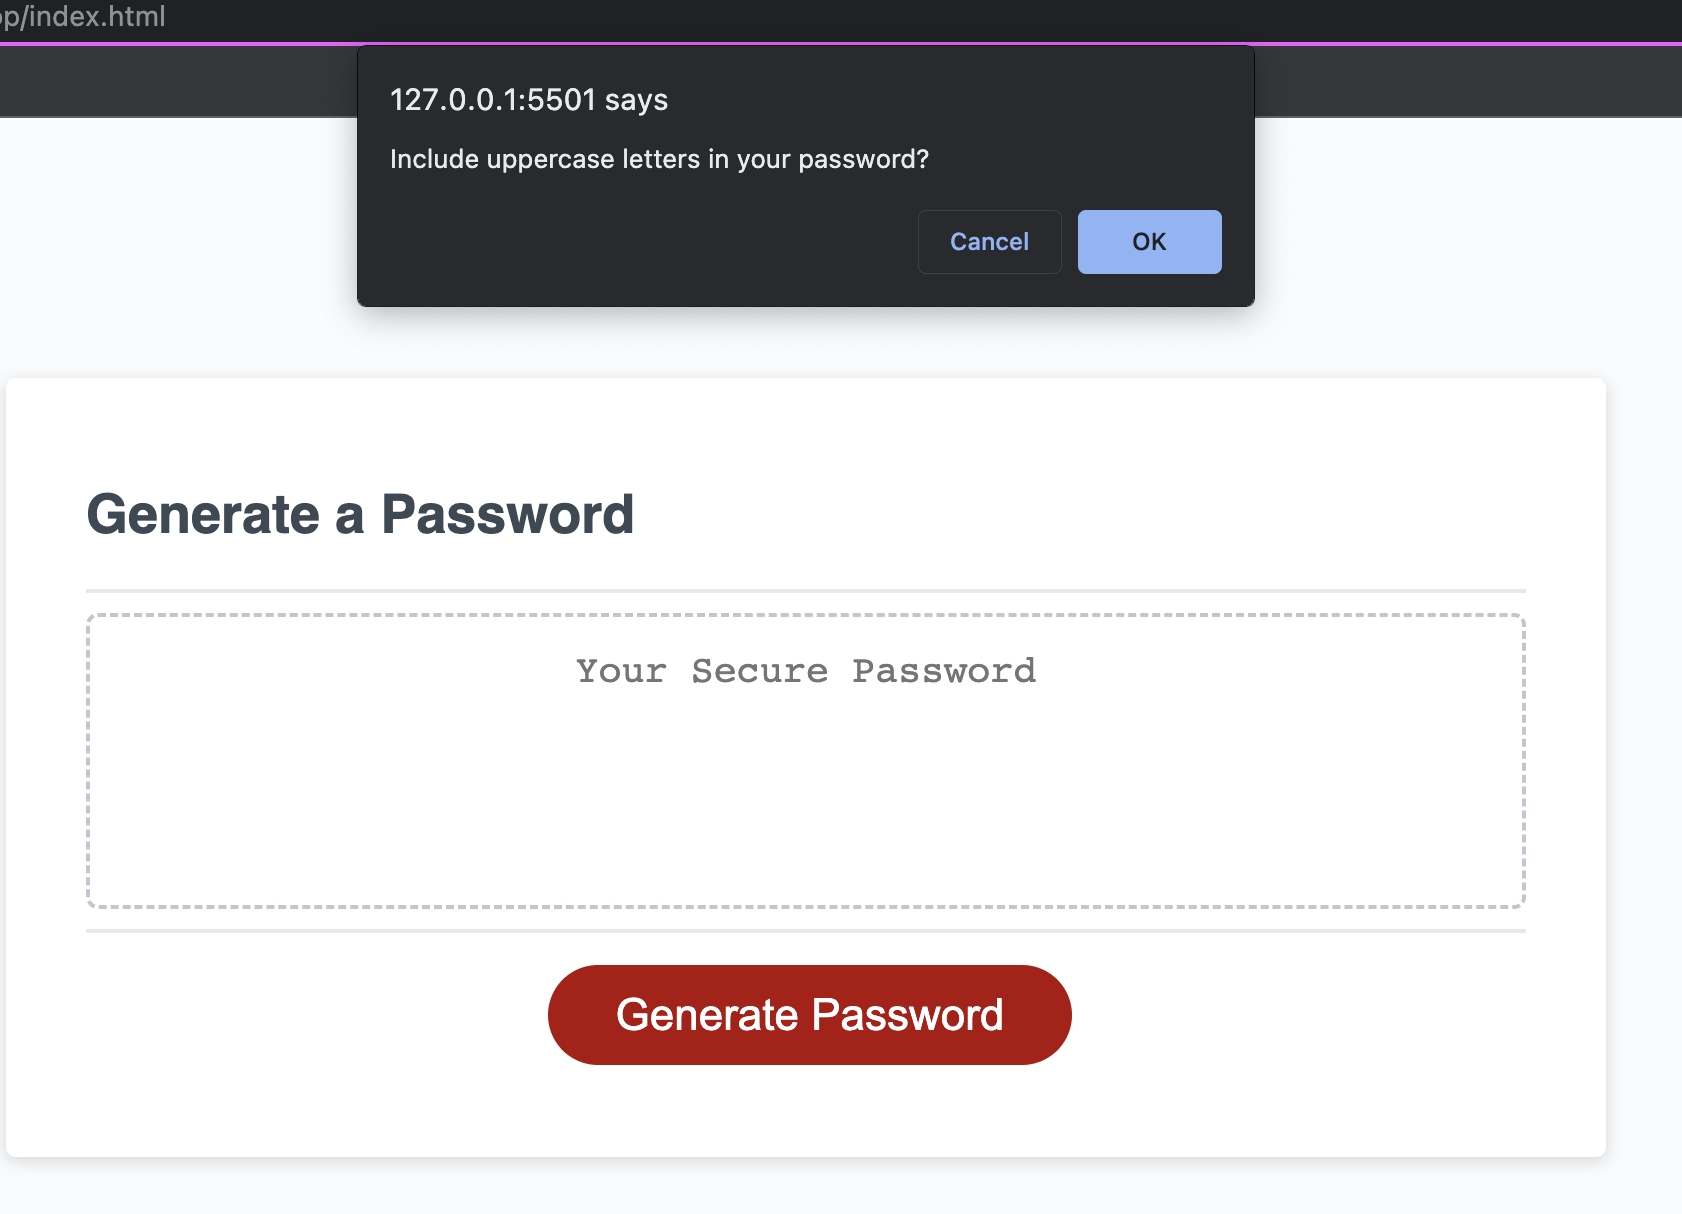 p/index.html
127.0.0.1:5501 says
Include uppercase letters in your password?
Cancel OK
Generate a Password
Your Secure Password
Generate Password